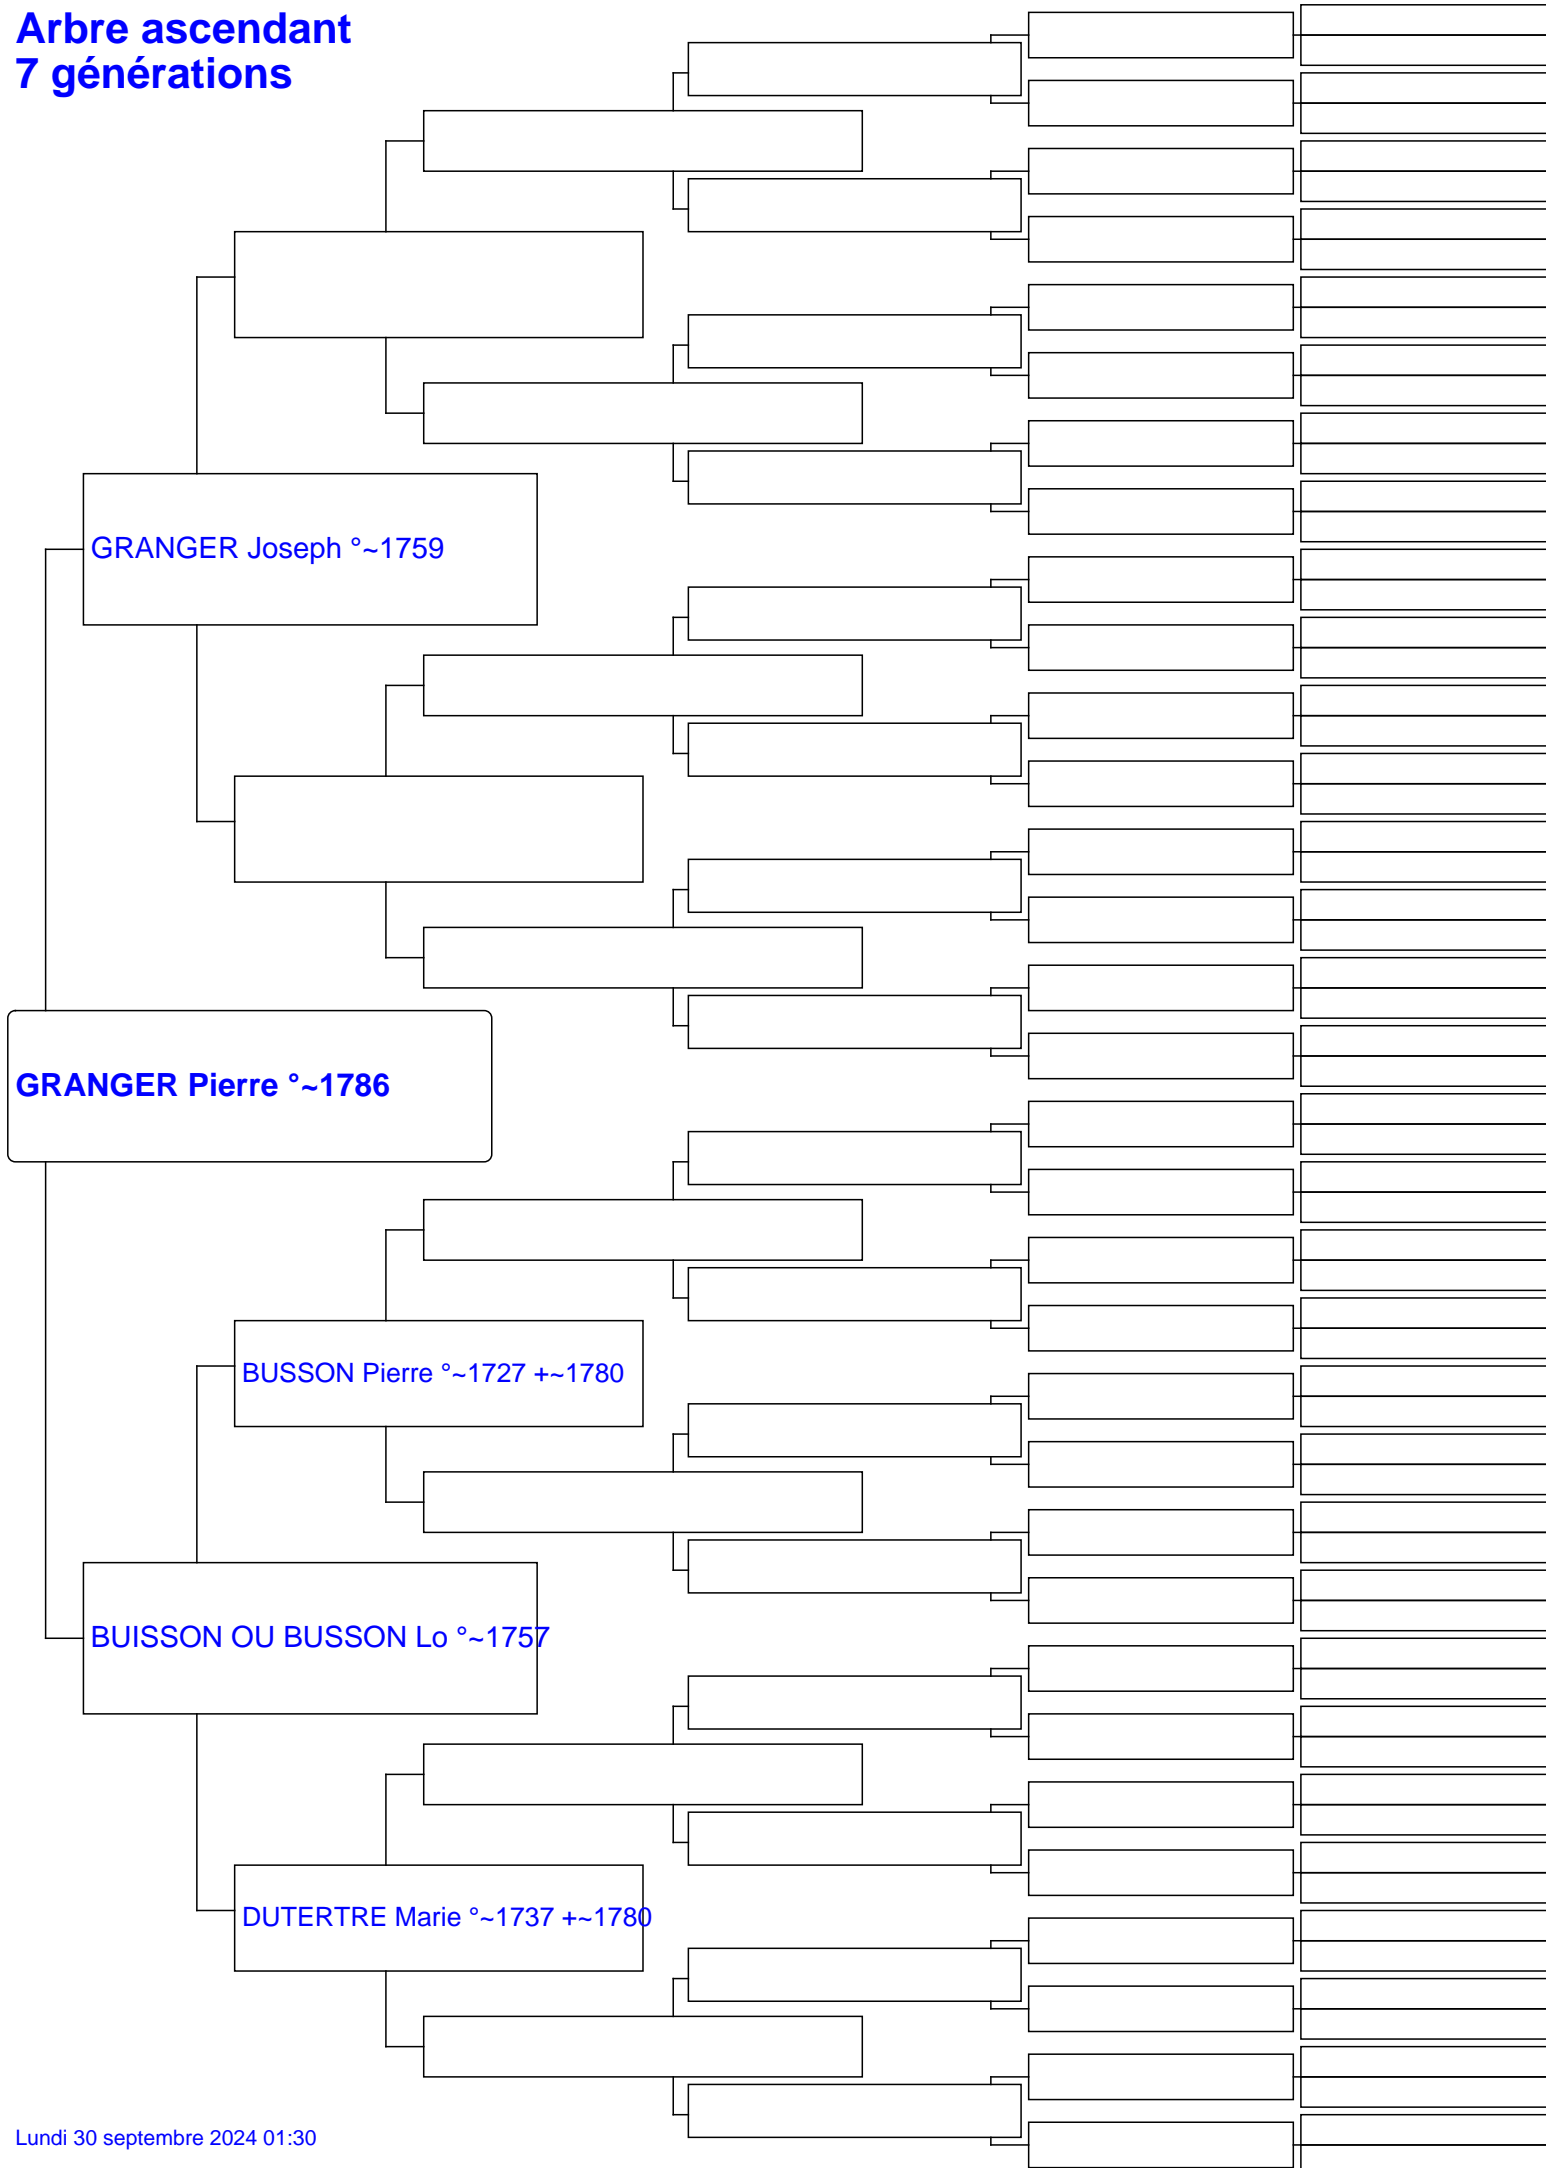 Arbre ascendant
7 générations
GRANGER Joseph °~1759
GRANGER Pierre °~1786
BUSSON Pierre °~1727 +~1780
BUISSON OU BUSSON Lo °~1757
DUTERTRE Marie °~1737 +~1780
Lundi 30 septembre 2024 01:30